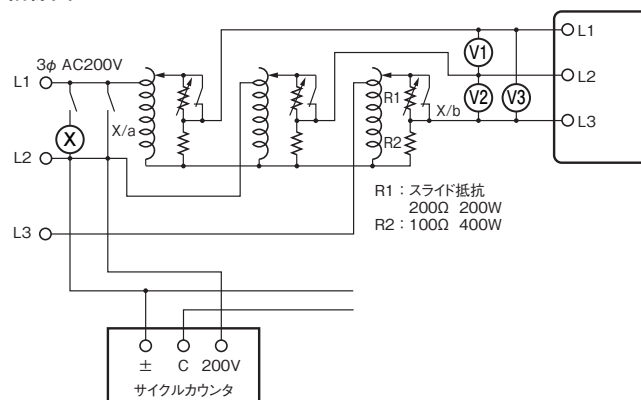 3φ AC200V
L1
L2
L3
X
X/a
R1
R2
X/b
V1
V2
V3
L1
L2
L3
R1：スライド抵抗
200Ω 200W
R2：100Ω 400W
± C 200V
サイクルカウンタ